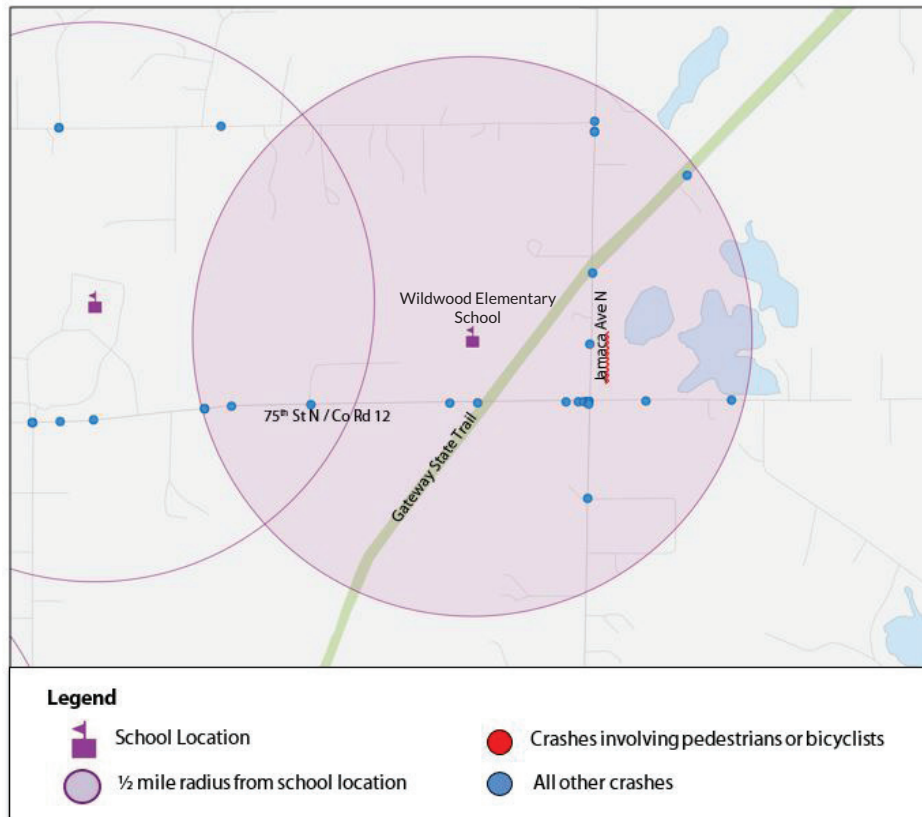 Wildwood Elementary
School
Jamaca Ave N
75th St N / Co Rd 12
Gateway State Trail
Legend
School Location
Crashes involving pedestrians or bicyclists
½ mile radius from school location
All other crashes